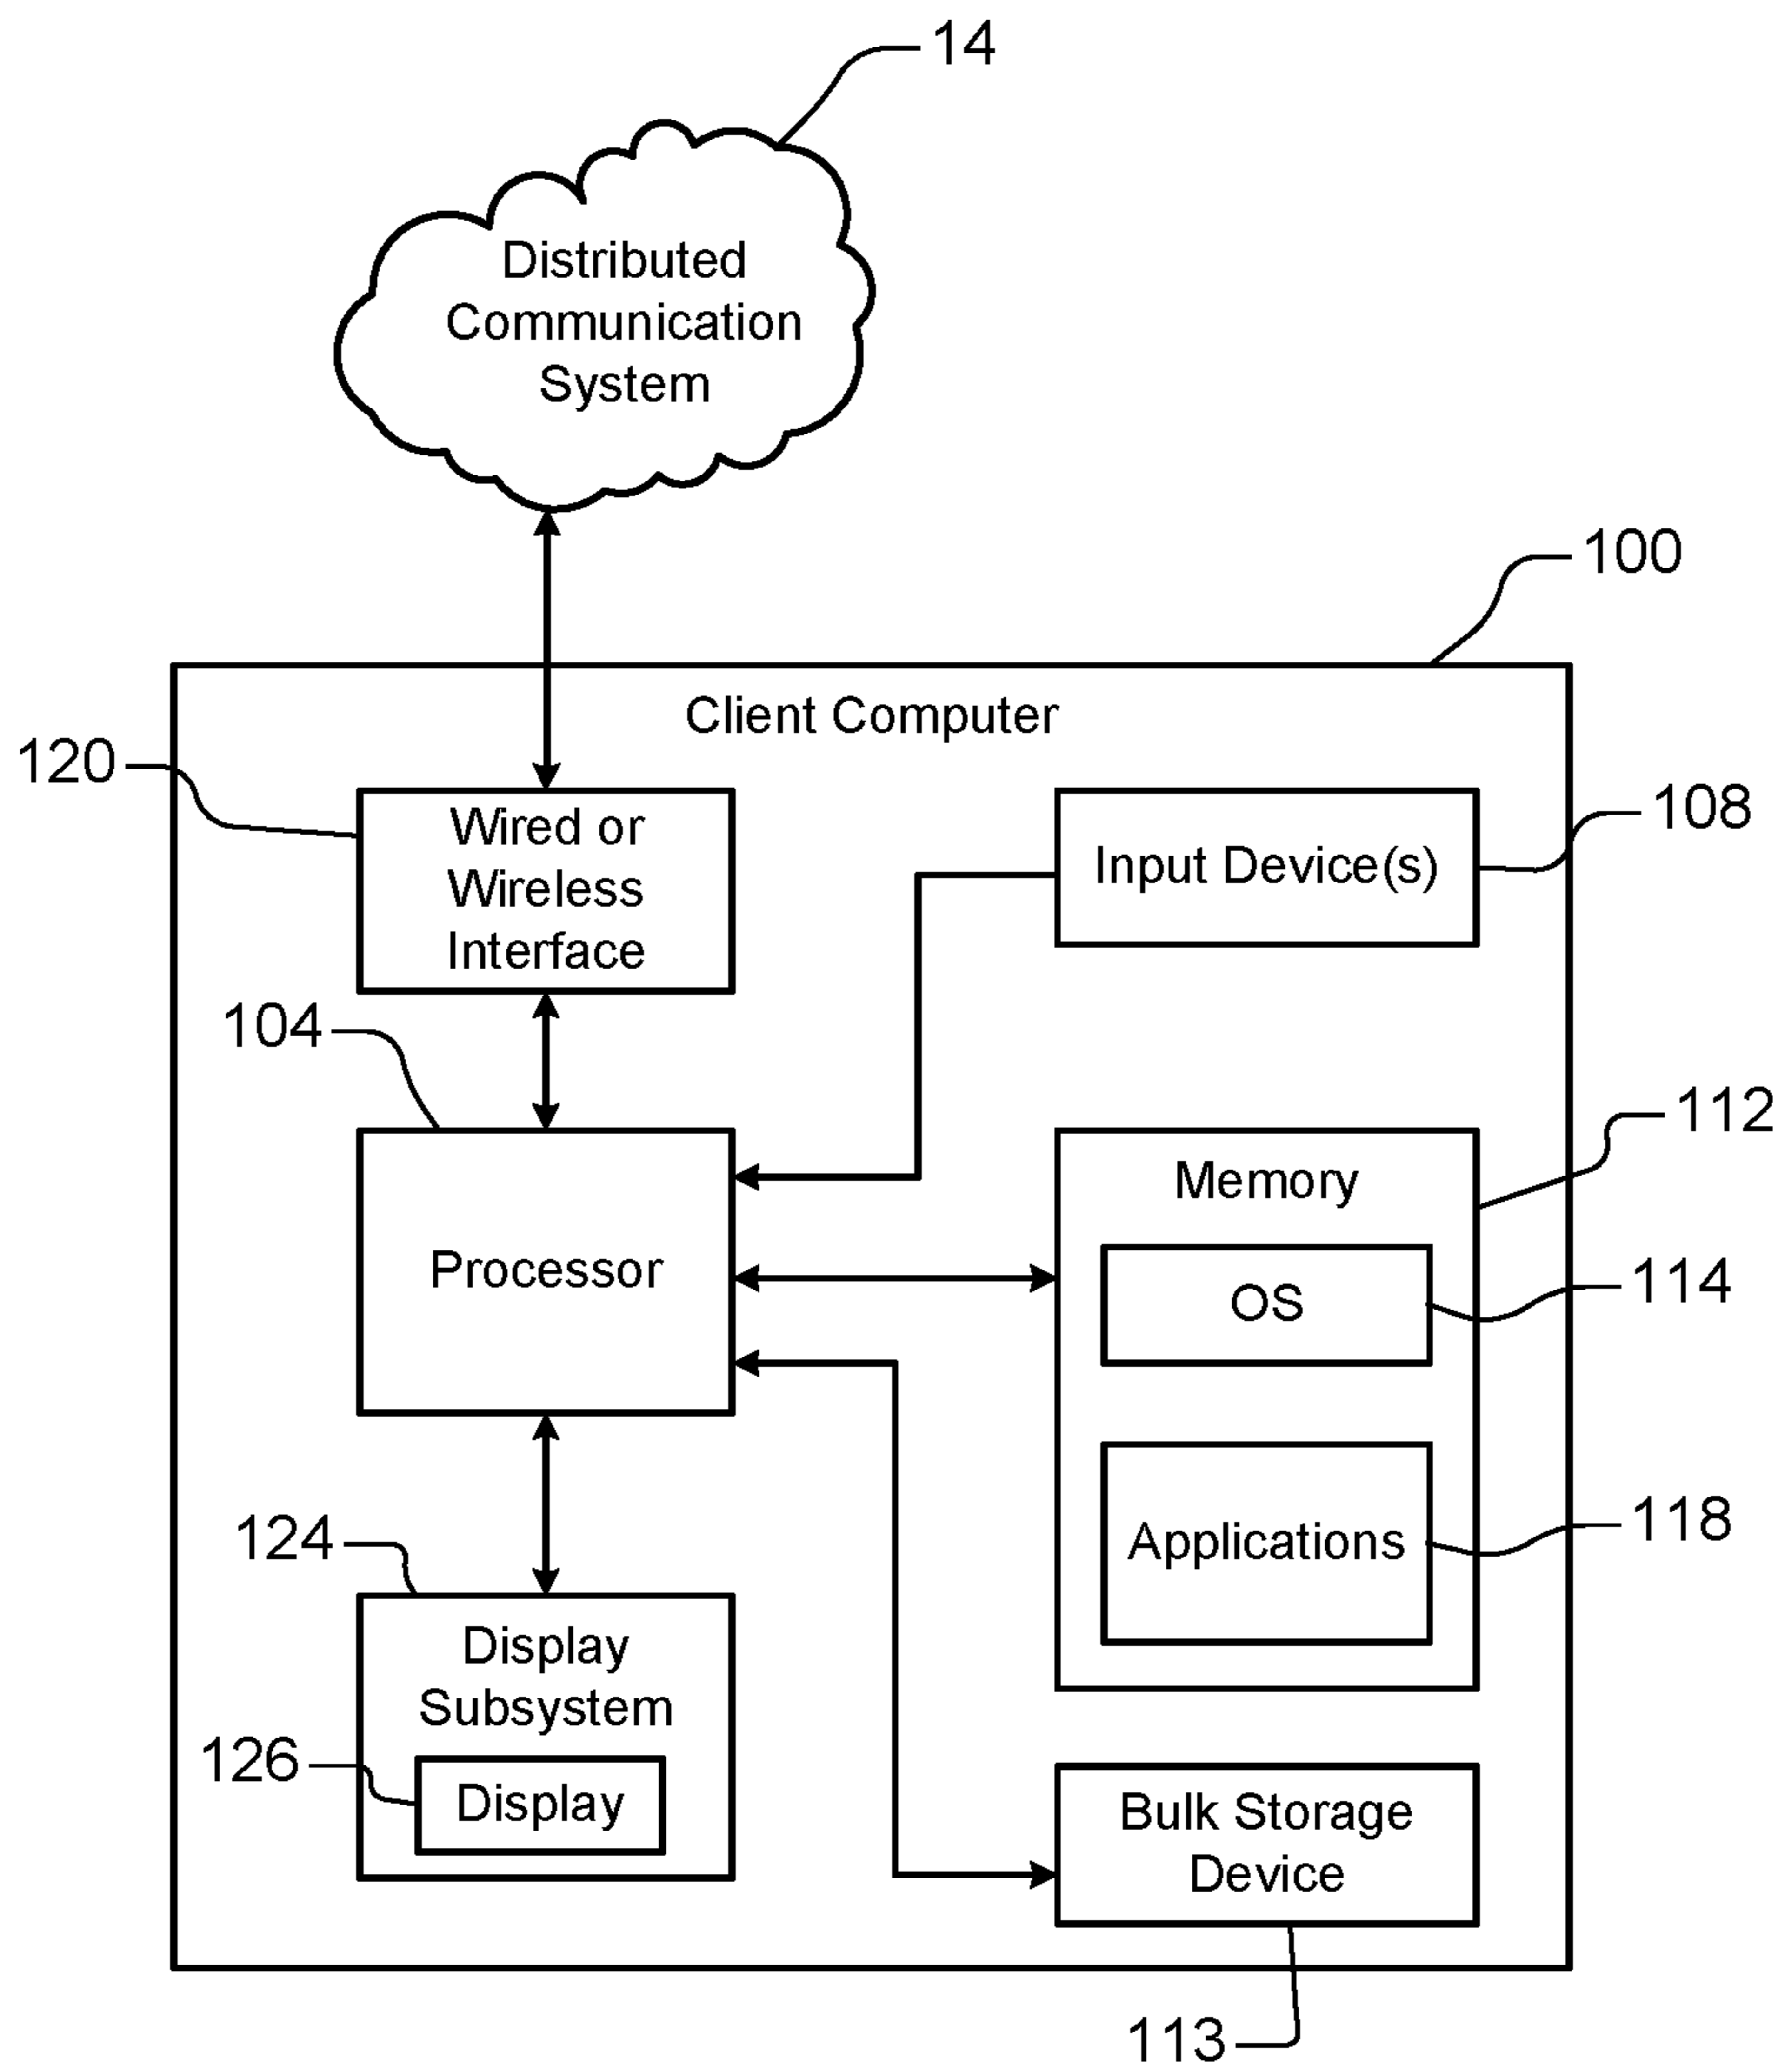 14
Distributed
Communication
System
100
Client Computer
120
Wired or
Wireless
Interface
108
Input Device(s)
104
Processor
112
Memory
114
OS
118
Applications
124
Display
Subsystem
126
Display
Bulk Storage
Device
113